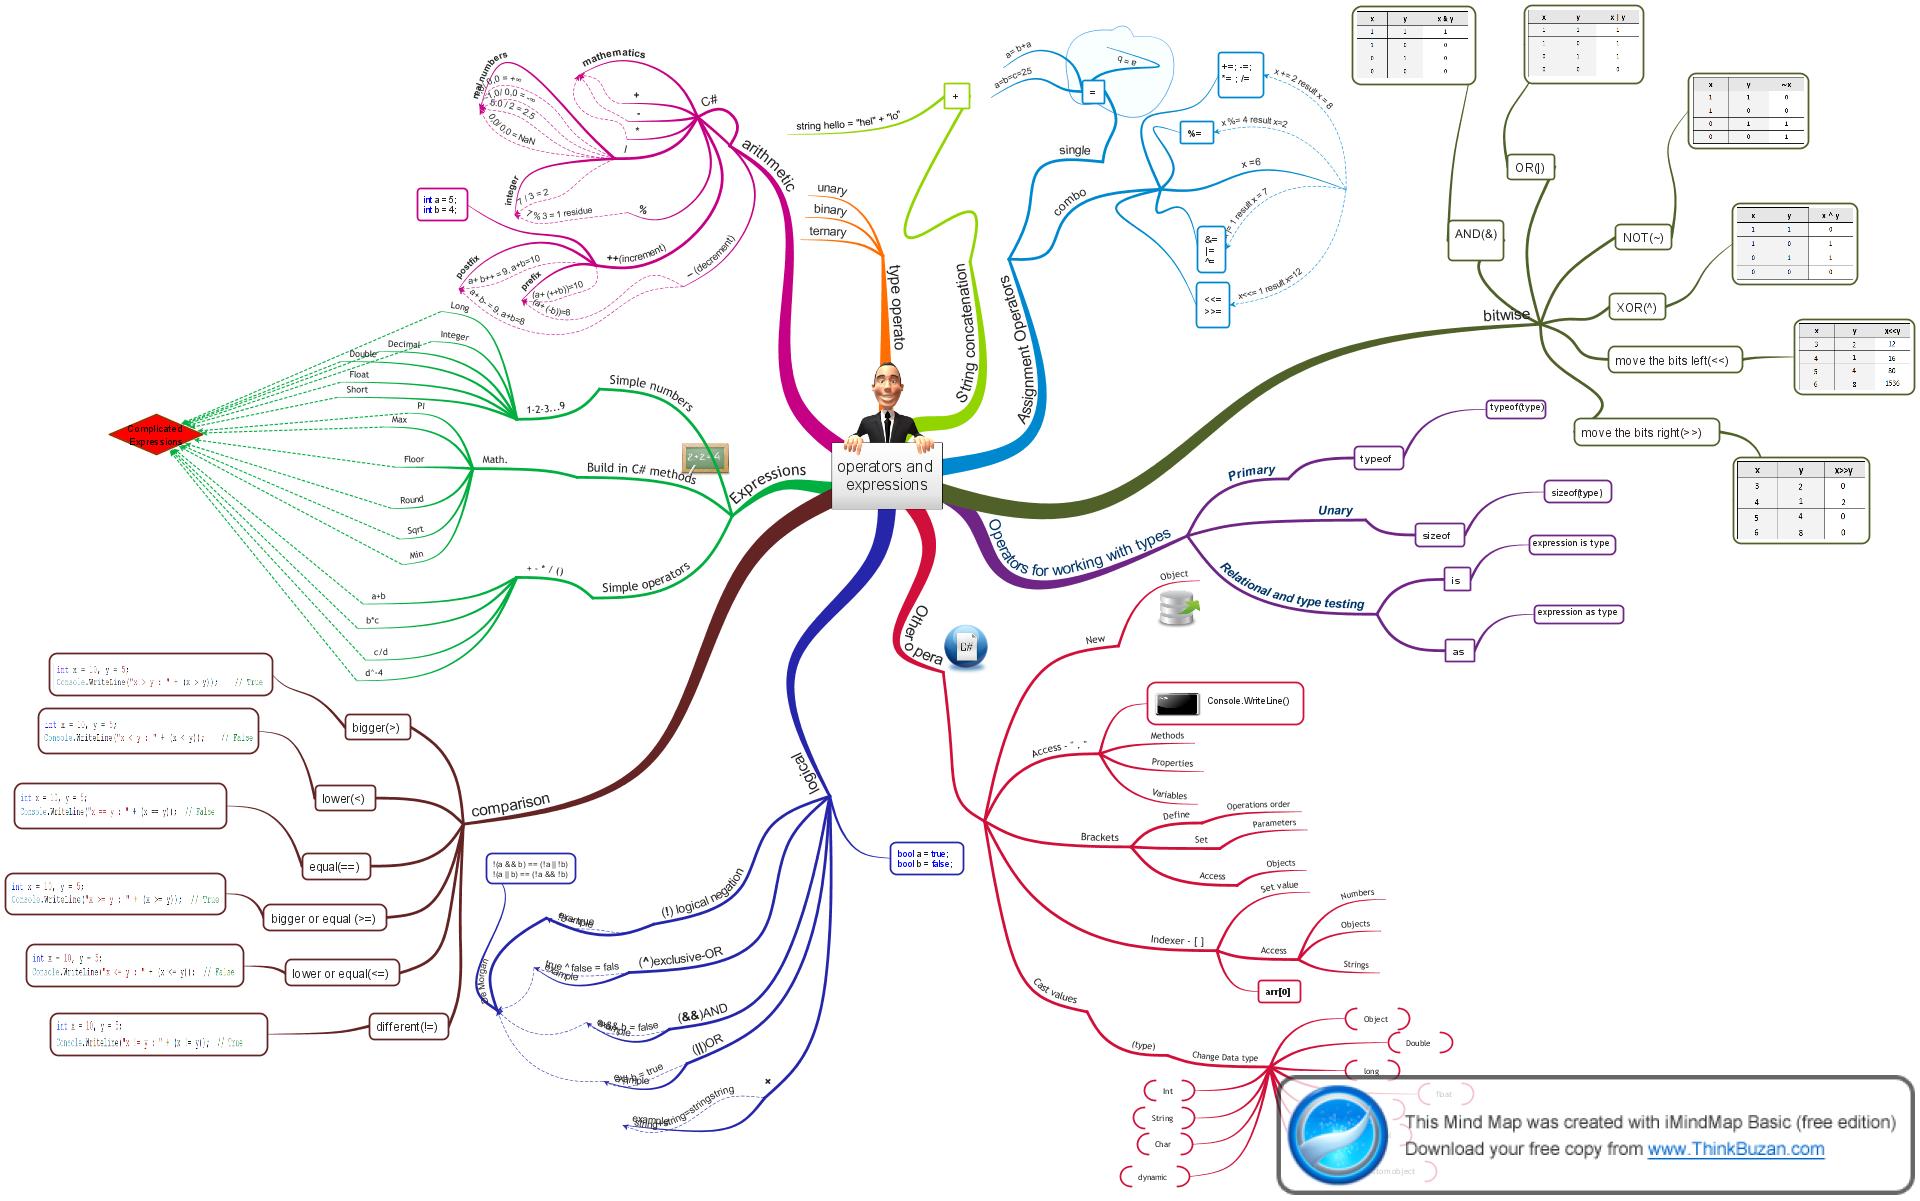 operators and
expressions
arithmetic
C#
mathematics
+
-
*
/
real numbers
5.0 / 2 = 2.5
0.0/ 0.0 = NaN
integer
7 / 3 = 2
7 % 3 = 1 residue
%
++(increment)
int a = 5;
int b = 4;
postfix
a+ b++ = 9, a+b=10
a+ b-- = 9, a+b=8
prefix
(a+ (++b))=10
– (decrement)
type operato
unary
binary
ternary
String concatenation
+
string hello = "hel" + "lo"
Assignment Operators
single
=
a= b+a
a=b=c=25
b = a
combo
+=; -=;
*= ; /=
%=
x =6
&=
|=
^=
<<=
>>=
x += 2 result x = 8
x %= 4 result x=2
1 result x = 7
x<<= 1 result x=12
bitwise
AND(&)
x y x & y
1 1 1
1 0 0
0 1 0
0 0 0
OR(|)
x y x | y
1 1 1
1 0 1
0 1 1
0 0 0
NOT(~)
x y ~x
1 1 0
1 0 0
0 1 1
0 0 1
XOR(^)
x y x ^ y
1 1 0
1 0 1
0 1 1
0 0 0
move the bits left(<<)
x y x<<y
3 2 12
4 1 16
5 4 80
6 8 1536
move the bits right(>>)
x y x>>y
3 2 0
4 1 2
5 4 0
6 8 0
Operators for working with types
Primary
typeof
typeof(type)
Unary
sizeof
sizeof(type)
Relational and type testing
is
expression is type
as
expression as type
Other opera
C#
New
Object
Access - " . "
Console.WriteLine()
Methods
Properties
Variables
Brackets
Define
Operations order
Set
Parameters
Access
Objects
Indexer - [ ]
Set value
Access
Numbers
Objects
Strings
arr[0]
Cast values
(type)
Change Data type
Object
Double
long
float
Int
String
Char
dynamic
logical
bool a = true;
bool b = false;
(!) logical negation
example
(^)exclusive-OR
true ^ false = fals
example
(&&)AND
(||)OR
example
De Morgan
!(a && b) == (!a || !b)
!(a || b) == (!a && !b)
comparison
bigger(>)
int x = 10, y = 5;
Console.WriteLine("x > y : " + (x > y)); // True
lower(<)
int x = 10, y = 5;
Console.WriteLine("x < y : " + (x < y)); // False
equal(==)
int x = 10, y = 5;
Console.WriteLine("x == y : " + (x == y)); // False
bigger or equal (>=)
int x = 10, y = 5;
Console.WriteLine("x >= y : " + (x >= y)); // True
lower or equal(<=)
int x = 10, y = 5;
Console.WriteLine("x <= y : " + (x <= y)); // False
different(!=)
int x = 10, y = 5;
Console.WriteLine("x != y : " + (x != y)); // True
Expressions
Simple numbers
1-2-3...9
Long
Integer
Decimal
Double
Float
Short
Build in C# methods
2+2=4
Math.
PI
Max
Floor
Round
Sqrt
Min
Simple operators
+ - * / ()
a+b
b*c
c/d
d^-4
Complicated
Expressions
This Mind Map was created with iMindMap Basic (free edition)
Download your free copy from www.ThinkBuzan.com